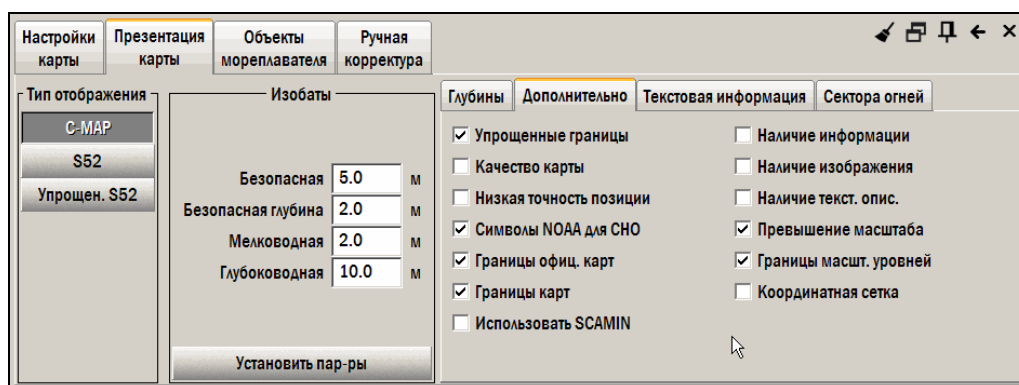 Настройки карты
Презентация карты
Объекты мореплавателя
Ручная корректура
Тип отображения
C-MAP
S52
Упрощен. S52
Изобаты
Безопасная 5.0 м
Безопасная глубина 2.0 м
Мелководная 2.0 м
Глубоководная 10.0 м
Установить пар-ры
Глубины
Дополнительно
Текстовая информация
Сектора огней
Упрощенные границы
Качество карты
Низкая точность позиции
Символы NOAA для СНО
Границы офиц. карт
Границы карт
Использовать SCAMIN
Наличие информации
Наличие изображения
Наличие текст. опис.
Превышение масштаба
Границы масшт. уровней
Координатная сетка